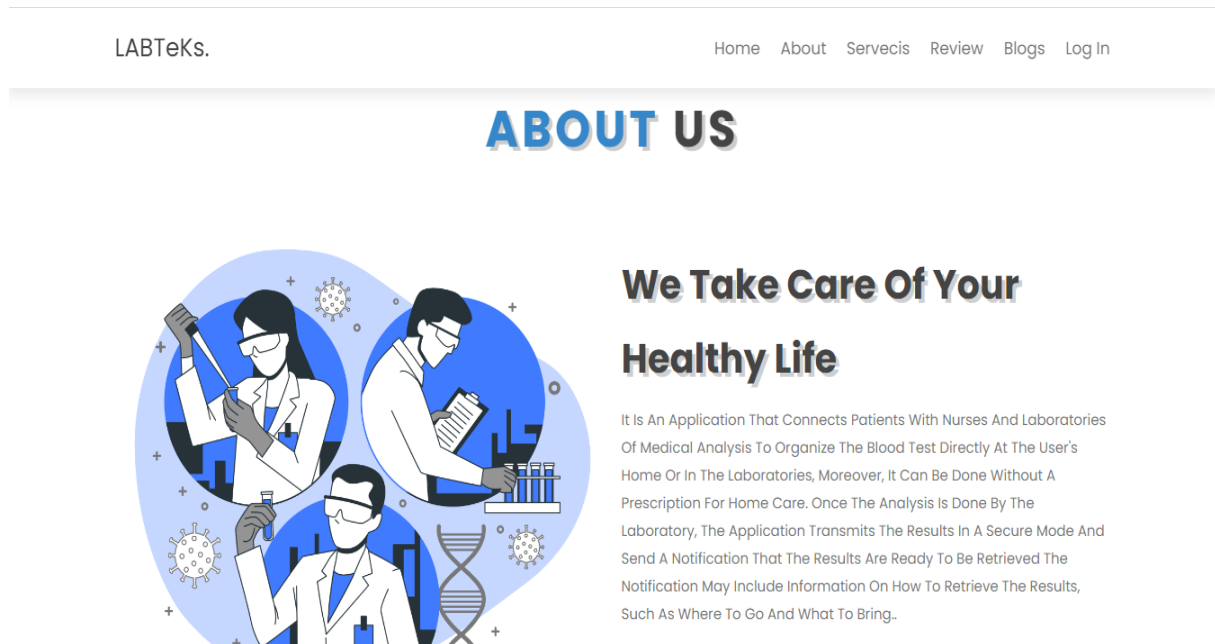 LABTeKs.
Home About Servecis Review Blogs Log In
ABOUT US
We Take Care Of Your
Healthy Life
It Is An Application That Connects Patients With Nurses And Laboratories
Of Medical Analysis To Organize The Blood Test Directly At The User's
Home Or In The Laboratories, Moreover, It Can Be Done Without A
Prescription For Home Care. Once The Analysis Is Done By The
Laboratory, The Application Transmits The Results In A Secure Mode And
Send A Notification That The Results Are Ready To Be Retrieved The
Notification May Include Information On How To Retrieve The Results,
Such As Where To Go And What To Bring..